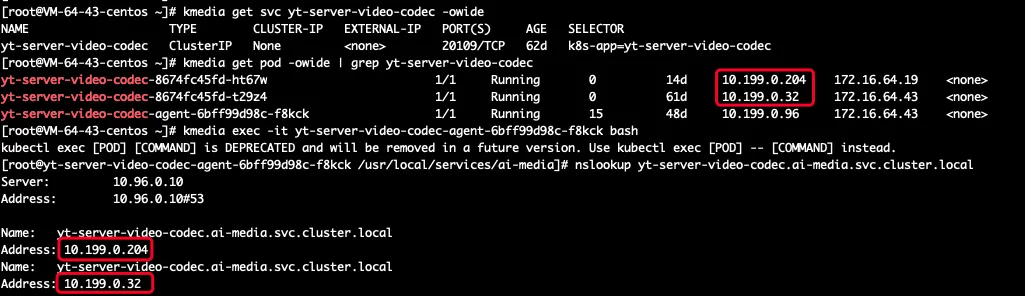 [root@VM-64-43-centos ~]# kmedia get svc yt-server-video-codec -owide
NAME TYPE CLUSTER-IP EXTERNAL-IP PORT(S) AGE SELECTOR
yt-server-video-codec ClusterIP None <none> 20109/TCP 62d k8s-app=yt-server-video-codec
[root@VM-64-43-centos ~]# kmedia get pod -owide | grep yt-server-video-codec
yt-server-video-codec-8674fc45fd-ht67w 1/1 Running 0 14d 10.199.0.204 172.16.64.19 <none>
yt-server-video-codec-8674fc45fd-t29z4 1/1 Running 0 61d 10.199.0.32 172.16.64.43 <none>
yt-server-video-codec-agent-6bff99d98c-f8kck 1/1 Running 15 48d 10.199.0.96 172.16.64.43 <none>
[root@VM-64-43-centos ~]# kmedia exec -it yt-server-video-codec-agent-6bff99d98c-f8kck bash
kubectl exec [POD] [COMMAND] is DEPRECATED and will be removed in a future version. Use kubectl exec [POD] -- [COMMAND] instead.
[root@yt-server-video-codec-agent-6bff99d98c-f8kck /usr/local/services/ai-media]# nslookup yt-server-video-codec.ai-media.svc.cluster.local
Server: 10.96.0.10
Address: 10.96.0.10#53
Name: yt-server-video-codec.ai-media.svc.cluster.local
Address: 10.199.0.204
Name: yt-server-video-codec.ai-media.svc.cluster.local
Address: 10.199.0.32